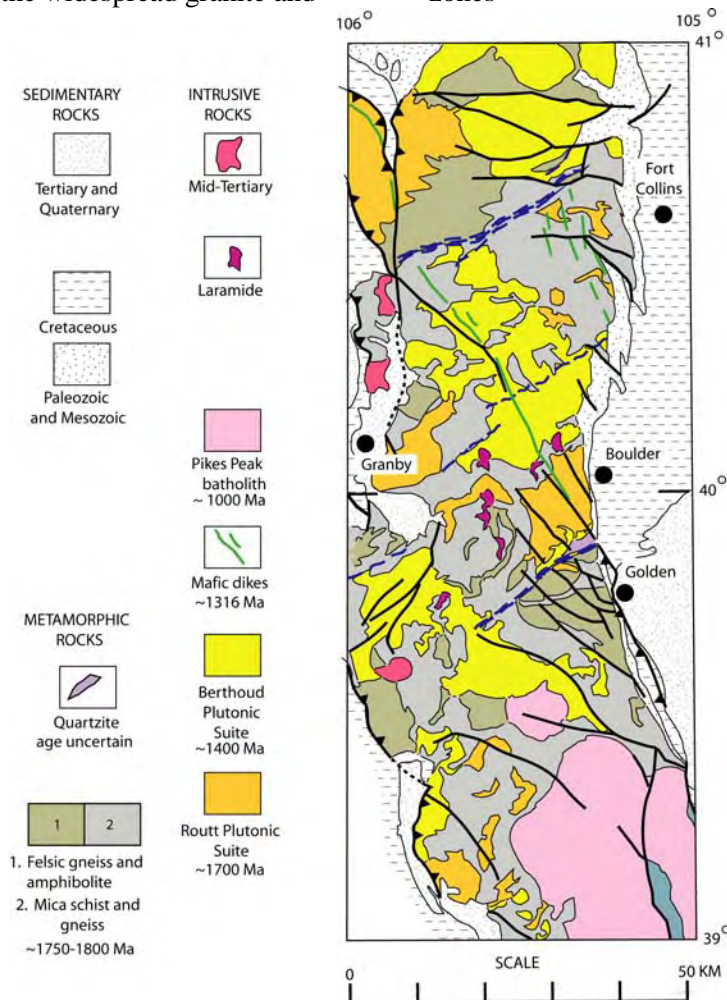 the widespread granite and zones
106° 105°
41°
SEDIMENTARY
ROCKS
INTRUSIVE
ROCKS
Tertiary and
Quaternary
Mid-Tertiary
Fort
Collins
Laramide
Cretaceous
Paleozoic
and Mesozoic
Granby
Boulder
Pikes Peak
batholith
~ 1000 Ma
40°
Golden
Mafic dikes
~1316 Ma
METAMORPHIC
ROCKS
Quartzite
age uncertain
Berthoud
Plutonic
Suite
~1400 Ma
1 2
Routt Plutonic
Suite
~1700 Ma
1. Felsic gneiss and
amphibolite
2. Mica schist and
gneiss
~1750-1800 Ma
39°
SCALE
0 50 KM